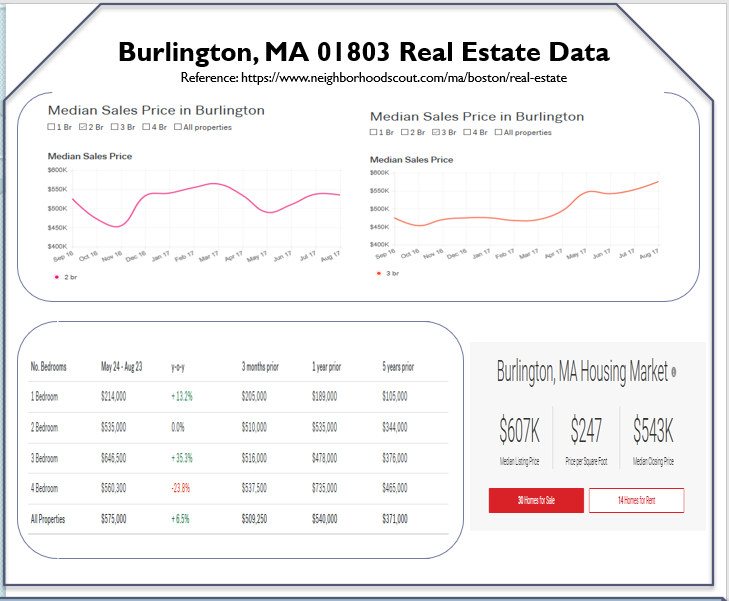 Burlington, MA 01803 Real Estate Data
Reference: https://www.neighborhoodscout.com/ma/boston/real-estate
Median Sales Price in Burlington
1 Br 2 Br 3 Br 4 Br All properties
Median Sales Price
$600K
$550K
$500K
$450K
$400K
Sep 16 Oct 16 Nov 16 Dec 16 Jan 17 Feb 17 Mar 17 Apr 17 May 17 Jun 17 Jul 17 Aug 17
2 br
Median Sales Price in Burlington
1 Br 2 Br 3 Br 4 Br All properties
Median Sales Price
$600K
$550K
$500K
$450K
$400K
Sep 16 Oct 16 Nov 16 Dec 16 Jan 17 Feb 17 Mar 17 Apr 17 May 17 Jun 17 Jul 17 Aug 17
3 br
No. Bedrooms May 24 - Aug 23 y-o-y 3 months prior 1 year prior 5 years prior
1 Bedroom $214,000 +13.2% $205,000 $189,000 $105,000
2 Bedroom $535,000 0.0% $510,000 $535,000 $344,000
3 Bedroom $646,500 +35.3% $516,000 $478,000 $376,000
4 Bedroom $560,300 -23.8% $537,500 $735,000 $465,000
All Properties $575,000 +6.5% $509,250 $540,000 $371,000
Burlington, MA Housing Market
$607K $247 $543K
Median Listing Price Price per Square Foot Median Closing Price
30 Homes for Sale 14 Homes for Rent